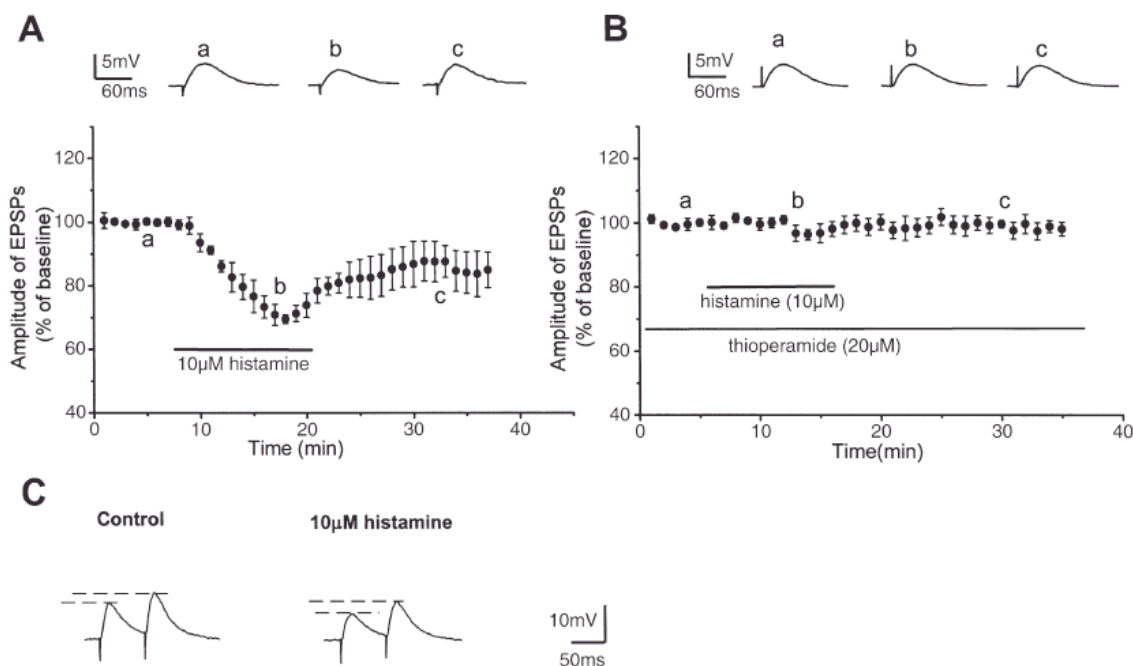 A
a
b
c
5mV
60ms
Amplitude of EPSPs
(% of baseline)
120
100
80
60
40
a
b
c
10μM histamine
0
10
20
30
40
Time (min)
B
a
b
c
5mV
60ms
Amplitude of EPSPs
(% of baseline)
120
100
80
60
40
a
b
c
histamine (10μM)
thioperamide (20μM)
0
10
20
30
40
Time(min)
C
Control
10μM histamine
10mV
50ms